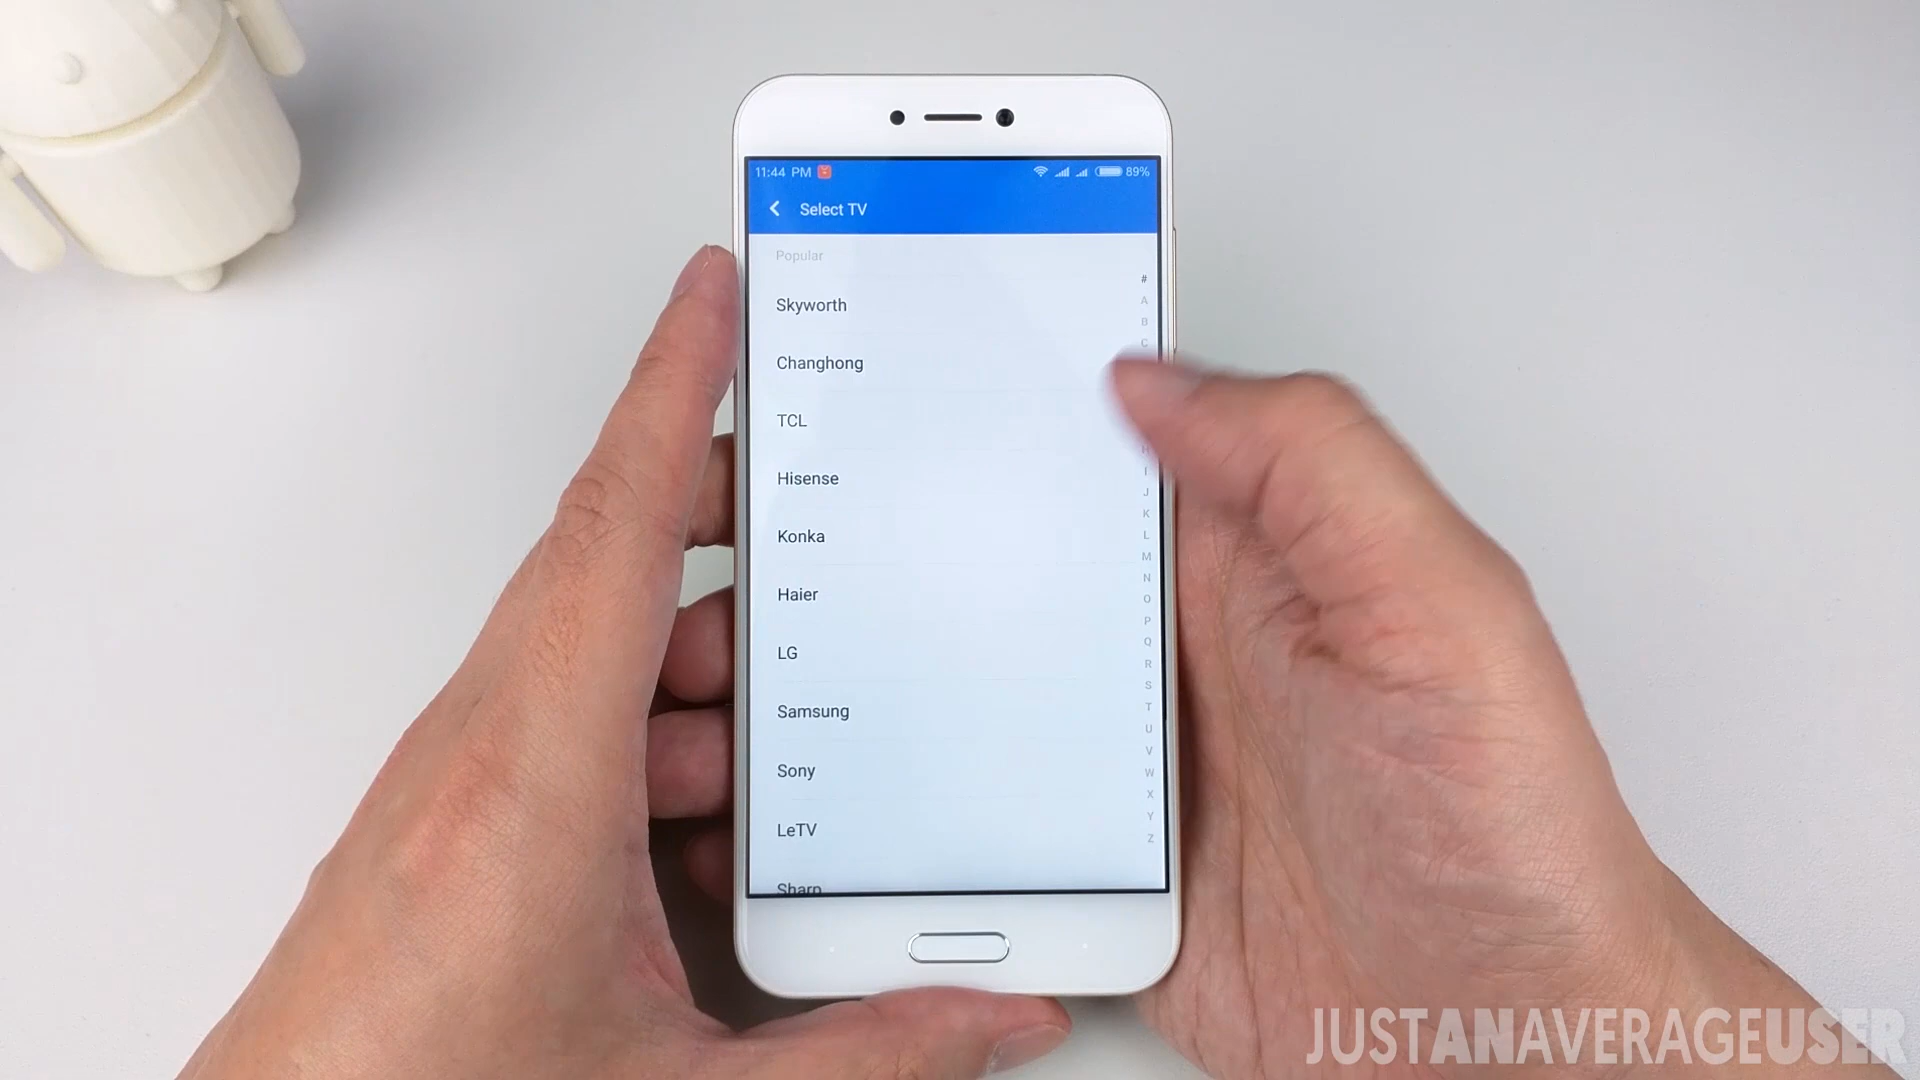 11:44 PM
89%
Select TV
Popular
Skyworth
Changhong
TCL
Hisense
Konka
Haier
LG
Samsung
Sony
LeTV
Sharp
#
A
B
C
H
I
J
K
L
M
N
O
P
Q
R
S
T
U
V
W
X
Y
Z
JUSTANAVERAGEUSER